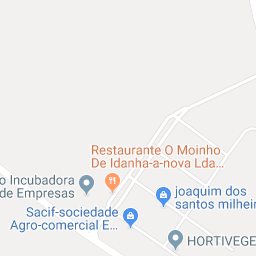 Restaurante O Moinho
De Idanha-a-nova Lda...
o Incubadora
de Empresas
joaquim dos
santos milhei
Sacif-sociedade
Agro-comercial E...
HORTIVEGE